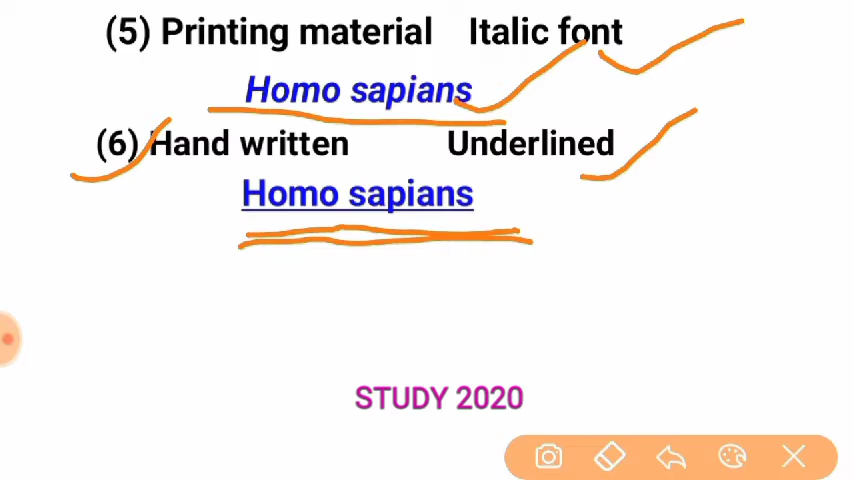 (5) Printing material Italic font
Homo sapians
(6) Hand written Underlined
Homo sapians
STUDY 2020